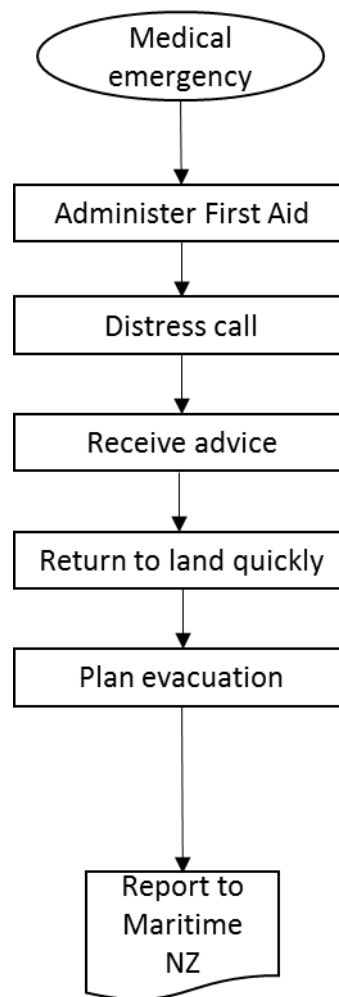 Medical
emergency
Administer First Aid
Distress call
Receive advice
Return to land quickly
Plan evacuation
Report to
Maritime
NZ